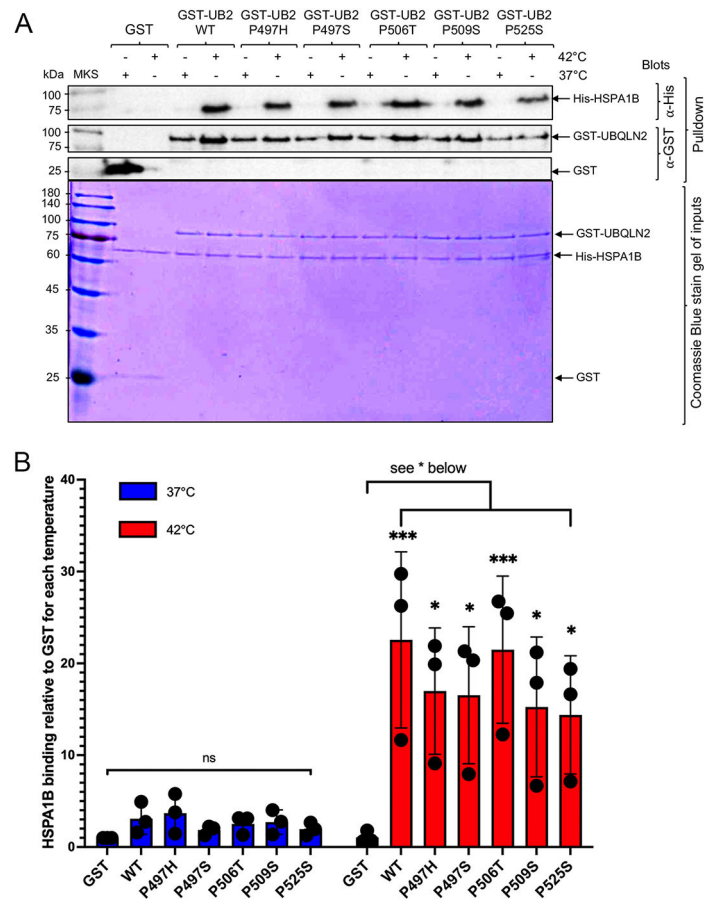 A
GST
GST-UB2 WT
GST-UB2 P497H
GST-UB2 P497S
GST-UB2 P506T
GST-UB2 P509S
GST-UB2 P525S
- + - + - + - + - + - + - + 42°C
Blots
kDa MKS + - + - + - + - + - + - + - 37°C
100
75
His-HSPA1B
α-His
100
75
GST-UBQLN2
α-GST
Pulldown
25
GST
180
140
100
75
GST-UBQLN2
60
His-HSPA1B
45
35
25
GST
Coomassie Blue stain gel of inputs
B
HSPA1B binding relative to GST for each temperature
40
30
20
10
0
37°C
42°C
see * below
*** * * *** * *
ns
GST WT P497H P497S P506T P509S P525S GST WT P497H P497S P506T P509S P525S